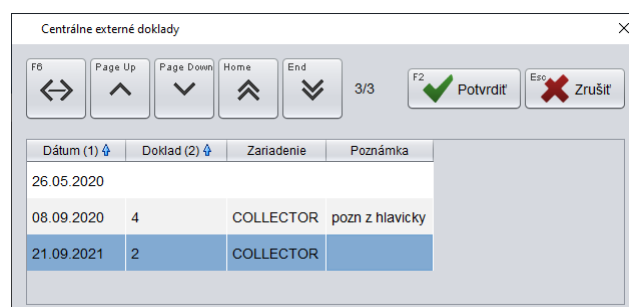 Centrálne externé doklady
F6 Page Up Page Down Home End 3/3 F2 Potvrdiť Esc Zrušiť
Dátum (1) Doklad (2) Zariadenie Poznámka
26.05.2020
08.09.2020 4 COLLECTOR pozn z hlavicky
21.09.2021 2 COLLECTOR